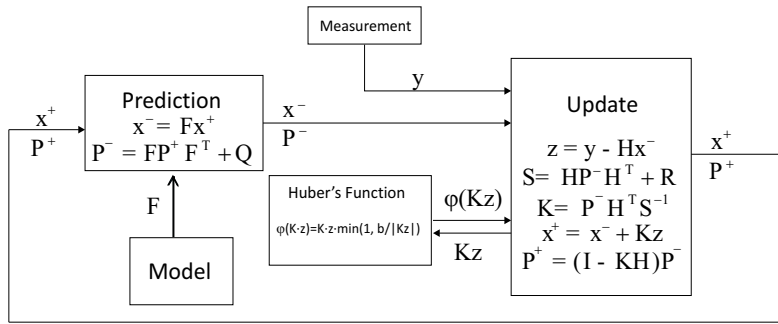 Measurement
y
x⁺
P⁺
Prediction
x⁻ = Fx⁺
P⁻ = FP⁺ Fᵀ + Q
x⁻
P⁻
Update
z = y - Hx⁻
S= HP⁻Hᵀ + R
K= P⁻HᵀS⁻¹
x⁺ = x⁻ + Kz
P⁺ = (I - KH)P⁻
x⁺
P⁺
F
Model
Huber's Function
φ(K·z)=K·z·min(1, b/|Kz|)
φ(Kz)
Kz